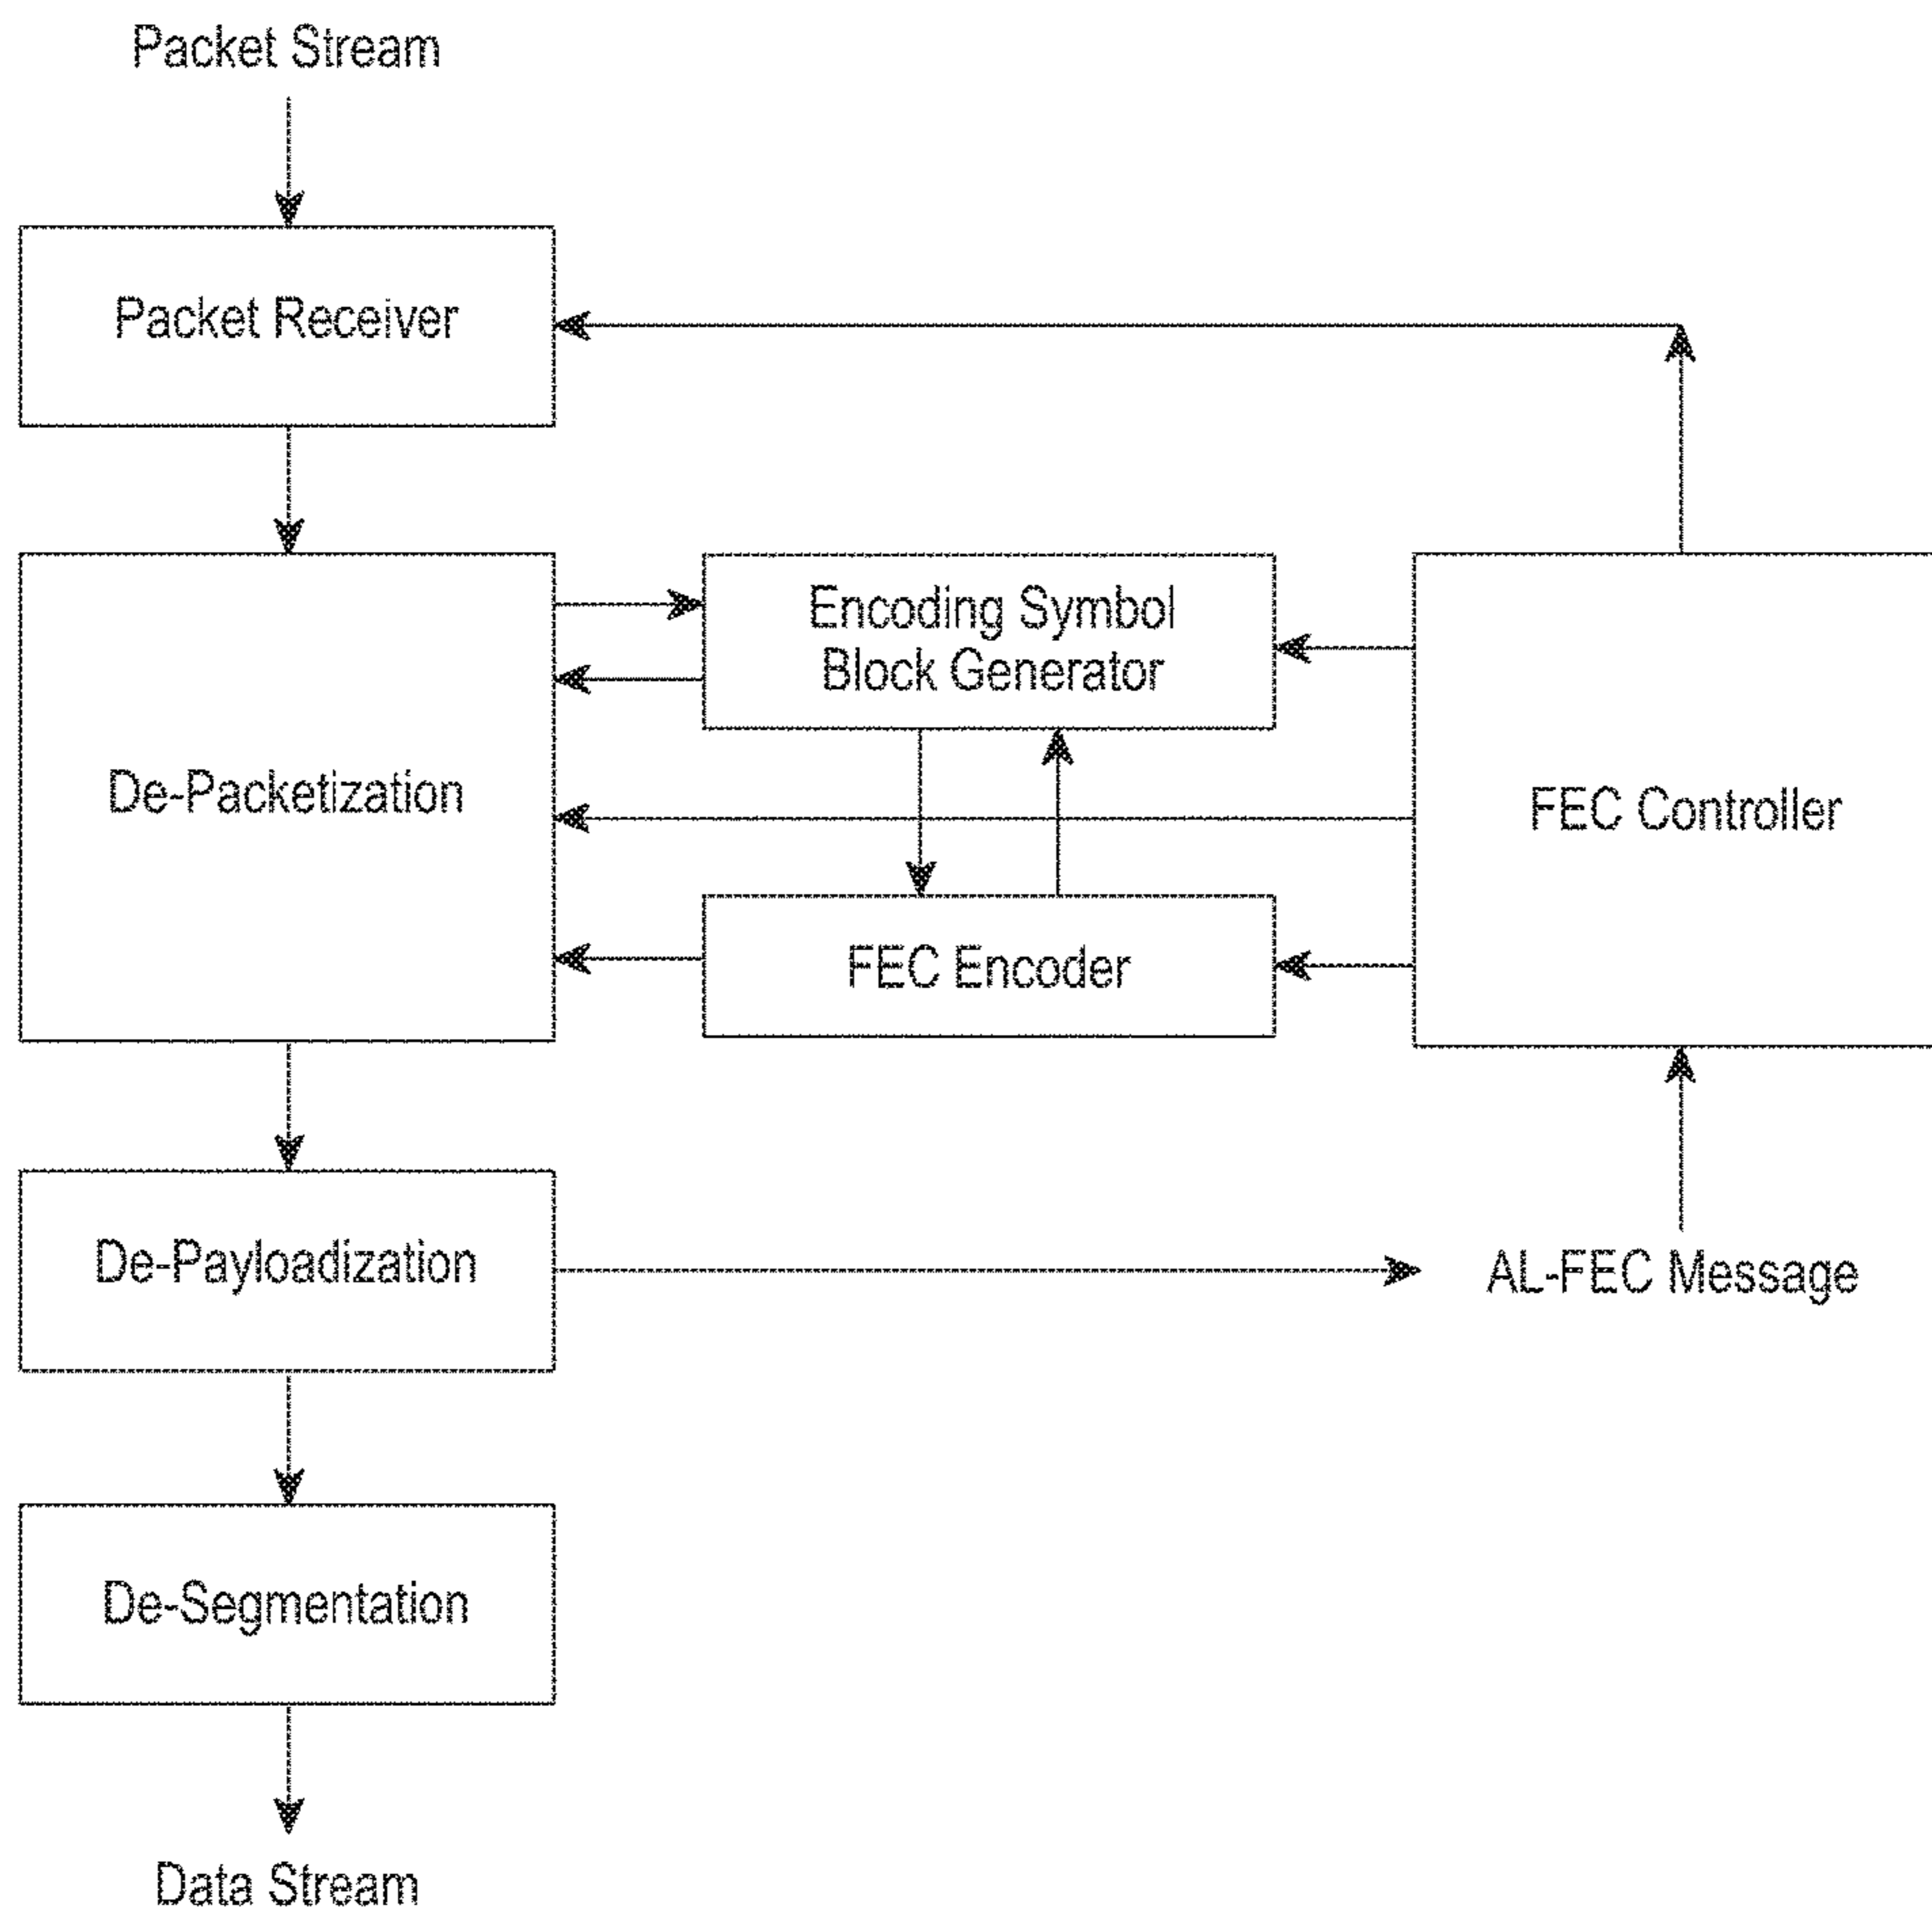 Packet Stream
Packet Receiver
Encoding Symbol
Block Generator
De-Packetization
FEC Controller
FEC Encoder
De-Payloadization
AL-FEC Message
De-Segmentation
Data Stream